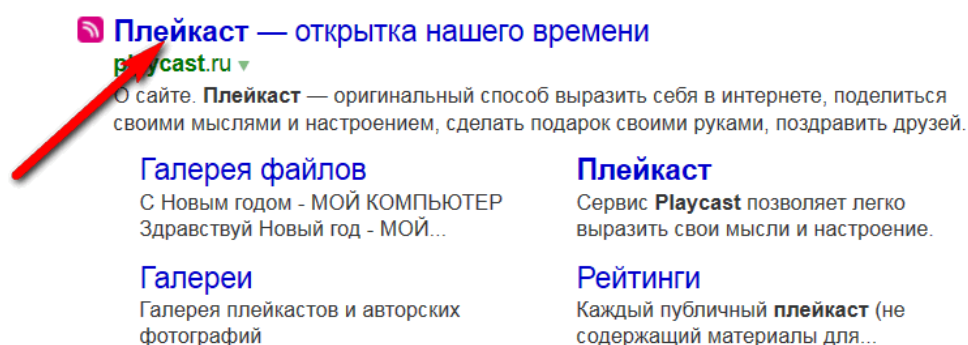 Плейкаст — открытка нашего времени
playcast.ru
О сайте. Плейкаст — оригинальный способ выразить себя в интернете, поделиться
своими мыслями и настроением, сделать подарок своими руками, поздравить друзей.
Галерея файлов
С Новым годом - МОЙ КОМПЬЮТЕР
Здравствуй Новый год - МОЙ...
Плейкаст
Сервис Playcast позволяет легко
выразить свои мысли и настроение.
Галереи
Галерея плейкастов и авторских
фотографий
Рейтинги
Каждый публичный плейкаст (не
содержащий материалы для...